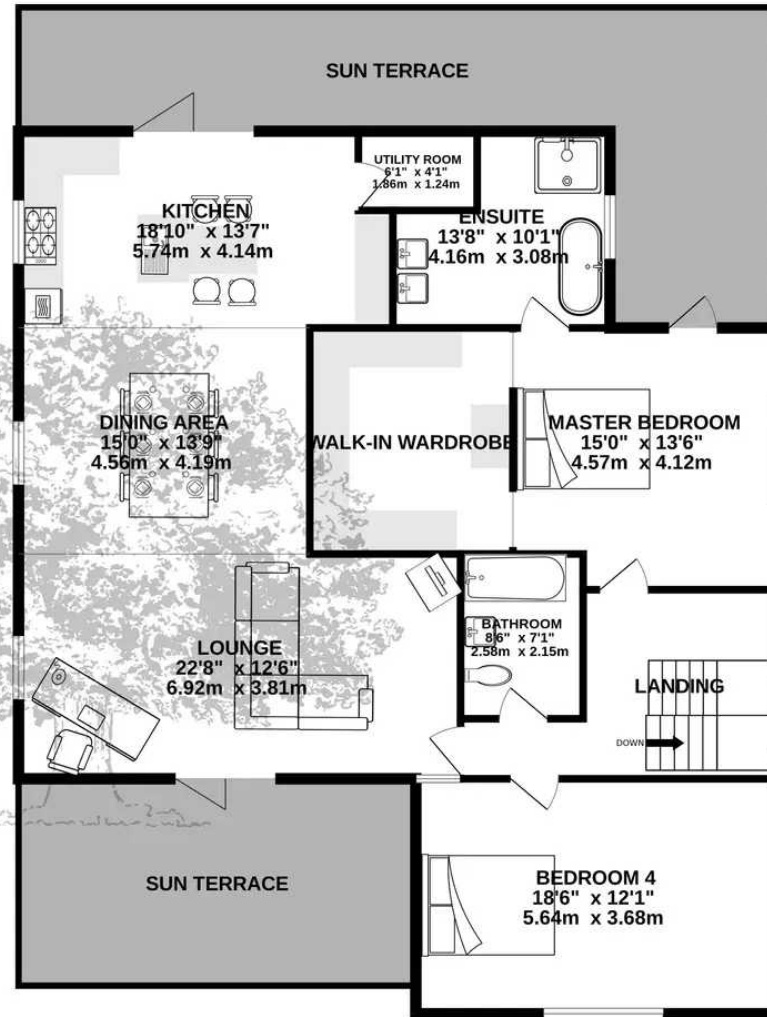 SUN TERRACE
UTILITY ROOM
6'1" x 4'1"
1.86m x 1.24m
KITCHEN
18'10" x 13'7"
5.74m x 4.14m
ENSUITE
13'8" x 10'1"
4.16m x 3.08m
DINING AREA
15'0" x 13'9"
4.56m x 4.19m
WALK-IN WARDROBE
MASTER BEDROOM
15'0" x 13'6"
4.57m x 4.12m
LOUNGE
22'8" x 12'6"
6.92m x 3.81m
BATHROOM
8'6" x 7'1"
2.58m x 2.15m
LANDING
DOWN
SUN TERRACE
BEDROOM 4
18'6" x 12'1"
5.64m x 3.68m